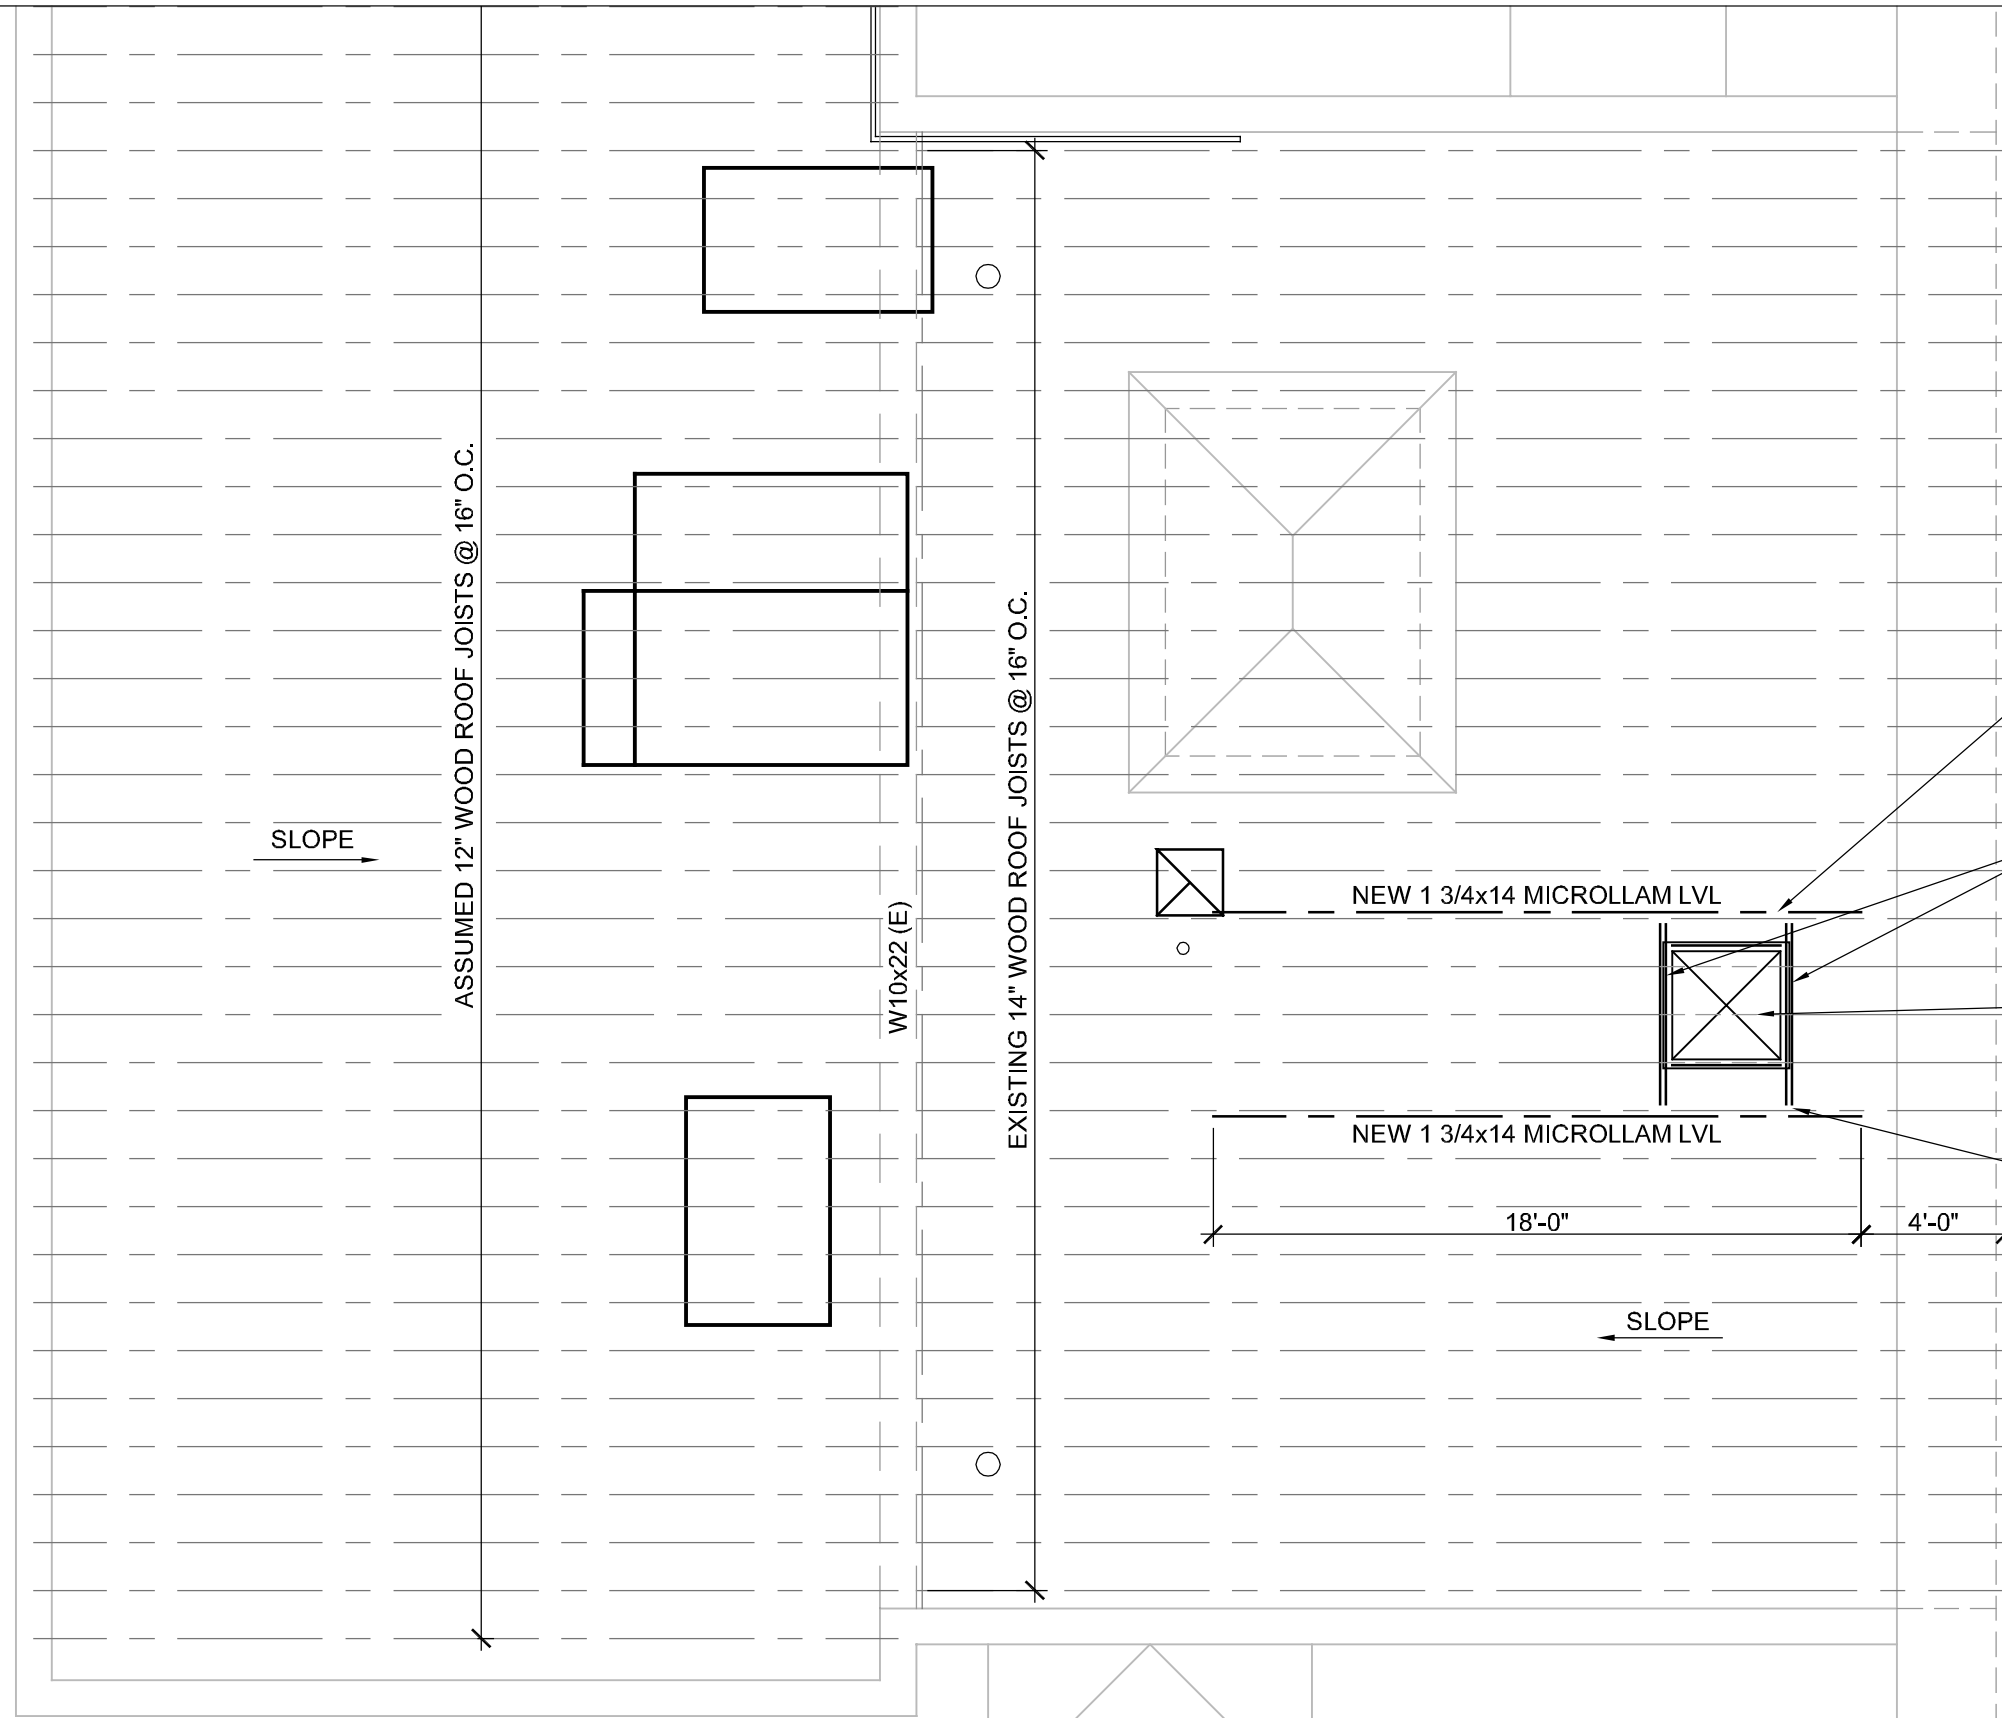 ASSUMED 12" WOOD ROOF JOISTS @ 16" O.C.
EXISTING 14" WOOD ROOF JOISTS @ 16" O.C.
SLOPE
W10x22 (E)
NEW 1 3/4x14 MICROLLAM LVL
NEW 1 3/4x14 MICROLLAM LVL
18'-0"
4'-0"
SLOPE